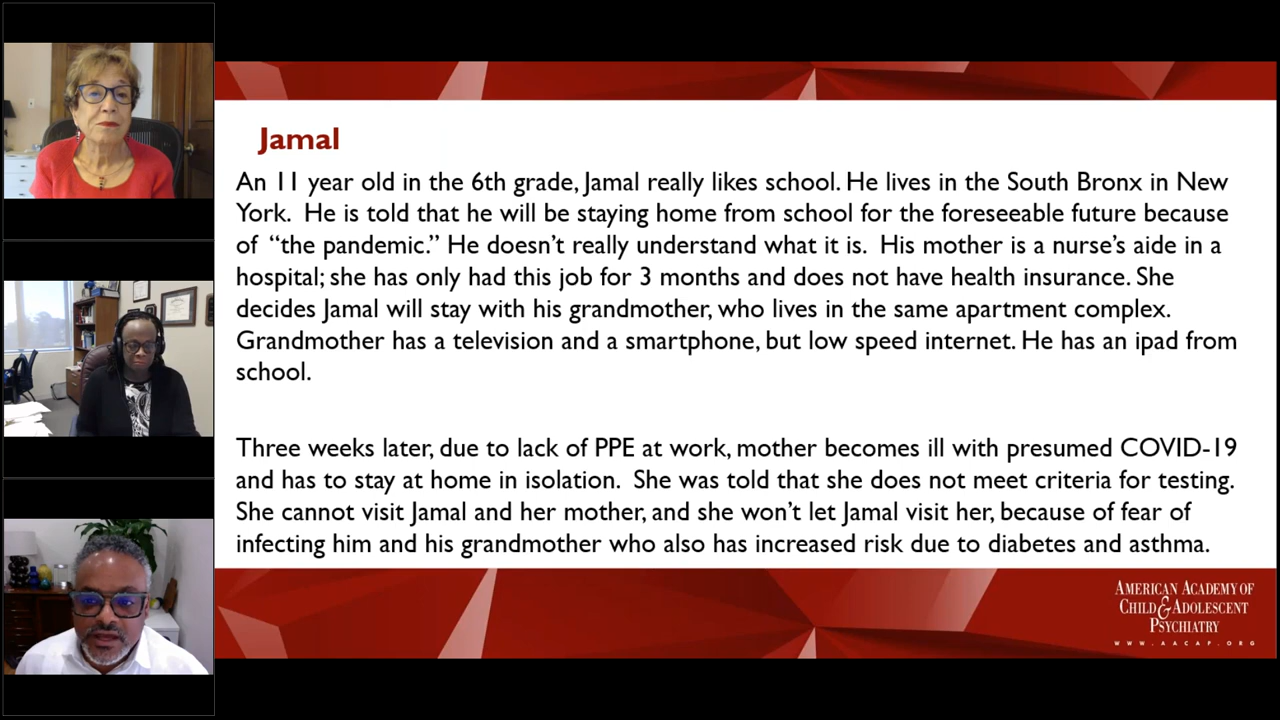 Jamal
An 11 year old in the 6th grade, Jamal really likes school. He lives in the South Bronx in New
York.  He is told that he will be staying home from school for the foreseeable future because
of “the pandemic.” He doesn’t really understand what it is.  His mother is a nurse’s aide in a
hospital; she has only had this job for 3 months and does not have health insurance. She
decides Jamal will stay with his grandmother, who lives in the same apartment complex.
Grandmother has a television and a smartphone, but low speed internet. He has an ipad from
school.
Three weeks later, due to lack of PPE at work, mother becomes ill with presumed COVID-19
and has to stay at home in isolation.  She was told that she does not meet criteria for testing.
She cannot visit Jamal and her mother, and she won’t let Jamal visit her, because of fear of
infecting him and his grandmother who also has increased risk due to diabetes and asthma.
AMERICAN ACADEMY OF
CHILD & ADOLESCENT
PSYCHIATRY
WWW.AACAP.ORG